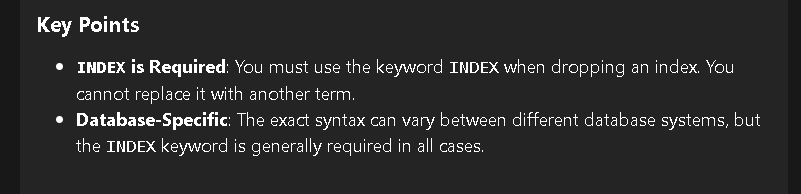 Key Points
• INDEX is Required: You must use the keyword INDEX when dropping an index. You
cannot replace it with another term.
• Database-Specific: The exact syntax can vary between different database systems, but
the INDEX keyword is generally required in all cases.